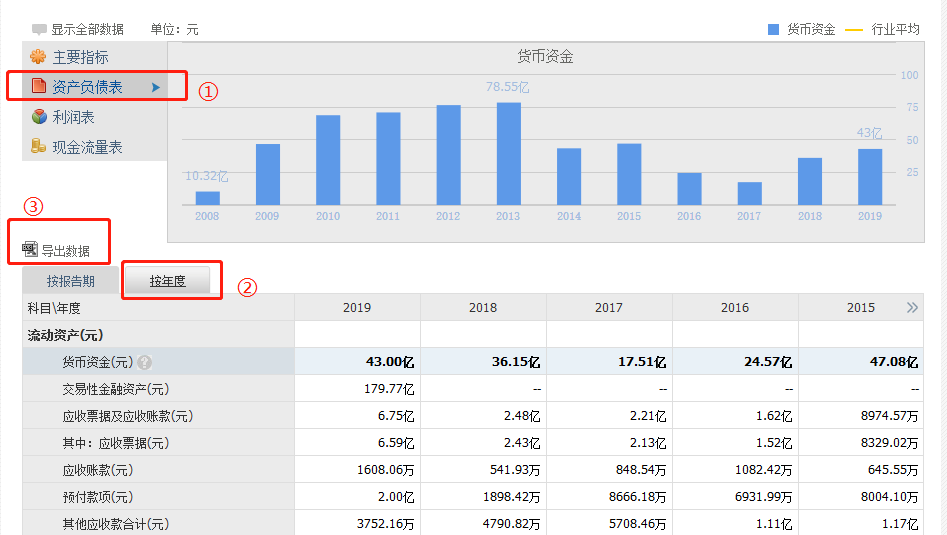 显示全部数据 单位：元 货币资金 行业平均
主要指标
资产负债表 ①
利润表
现金流量表
货币资金
100
75
50
25
10.32亿 78.55亿 43亿
2008 2009 2010 2011 2012 2013 2014 2015 2016 2017 2018 2019
③
导出数据
按报告期 按年度 ②
科目\年度 2019 2018 2017 2016 2015 »
流动资产(元)
货币资金(元) ? 43.00亿 36.15亿 17.51亿 24.57亿 47.08亿
交易性金融资产(元) 179.77亿 -- -- -- --
应收票据及应收账款(元) 6.75亿 2.48亿 2.21亿 1.62亿 8974.57万
其中：应收票据(元) 6.59亿 2.43亿 2.13亿 1.52亿 8329.02万
应收账款(元) 1608.06万 541.93万 848.54万 1082.42万 645.55万
预付款项(元) 2.00亿 1898.42万 8666.18万 6931.99万 8004.10万
其他应收款合计(元) 3752.16万 4790.82万 5708.46万 1.11亿 1.17亿